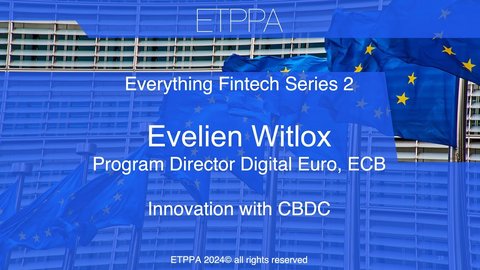 ETPPA
Everything Fintech Series 2
Evelien Witlox
Program Director Digital Euro, ECB
Innovation with CBDC
ETPPA 2024© all rights reserved